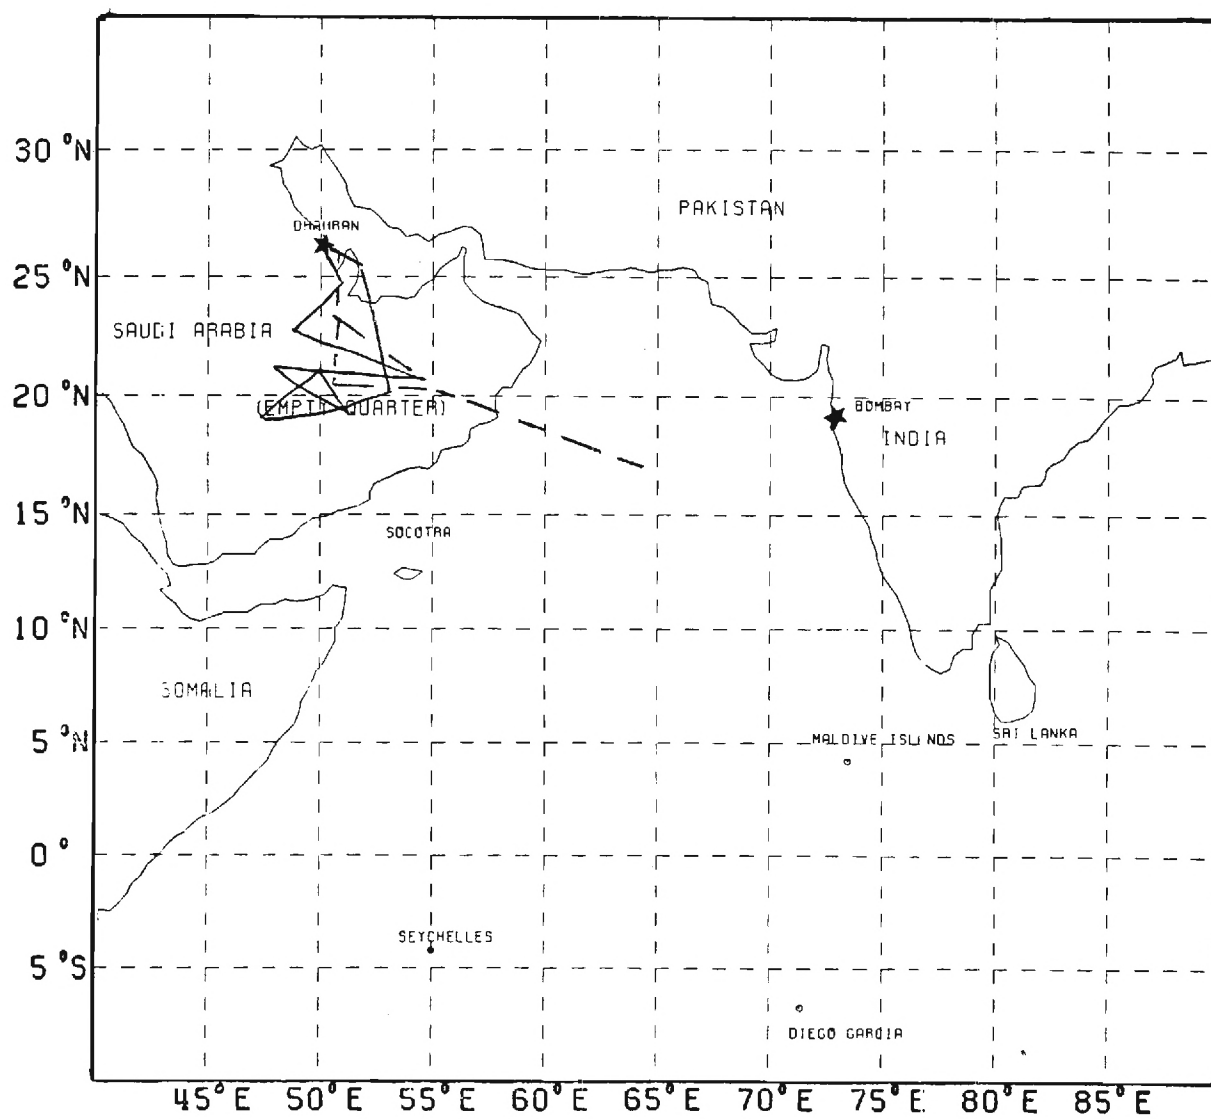 30 °N
PAKISTAN
DHAHRAN
25 °N
SAUDI ARABIA
20 °N
(EMPTY QUARTER)
BOMBAY
INDIA
15 °N
SOCOTRA
10 °N
SOMALIA
5 °N
MALDIVE ISLANDS
SRI LANKA
0 °
SEYCHELLES
5 °S
DIEGO GARCIA
45°E 50°E 55°E 60°E 65°E 70°E 75°E 80°E 85°E